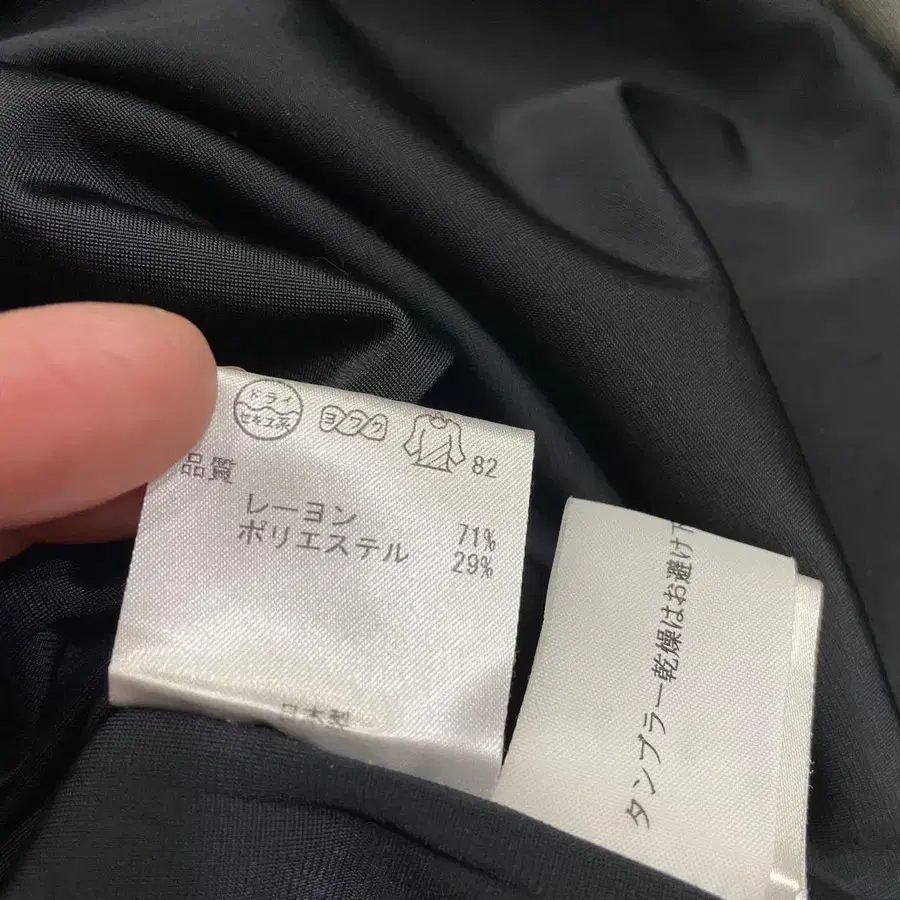 ドライ
セキユ系
ヨワク
82
品質
レーヨン 71%
ポリエステル 29%
日本製
タンブラー乾燥はお避け下